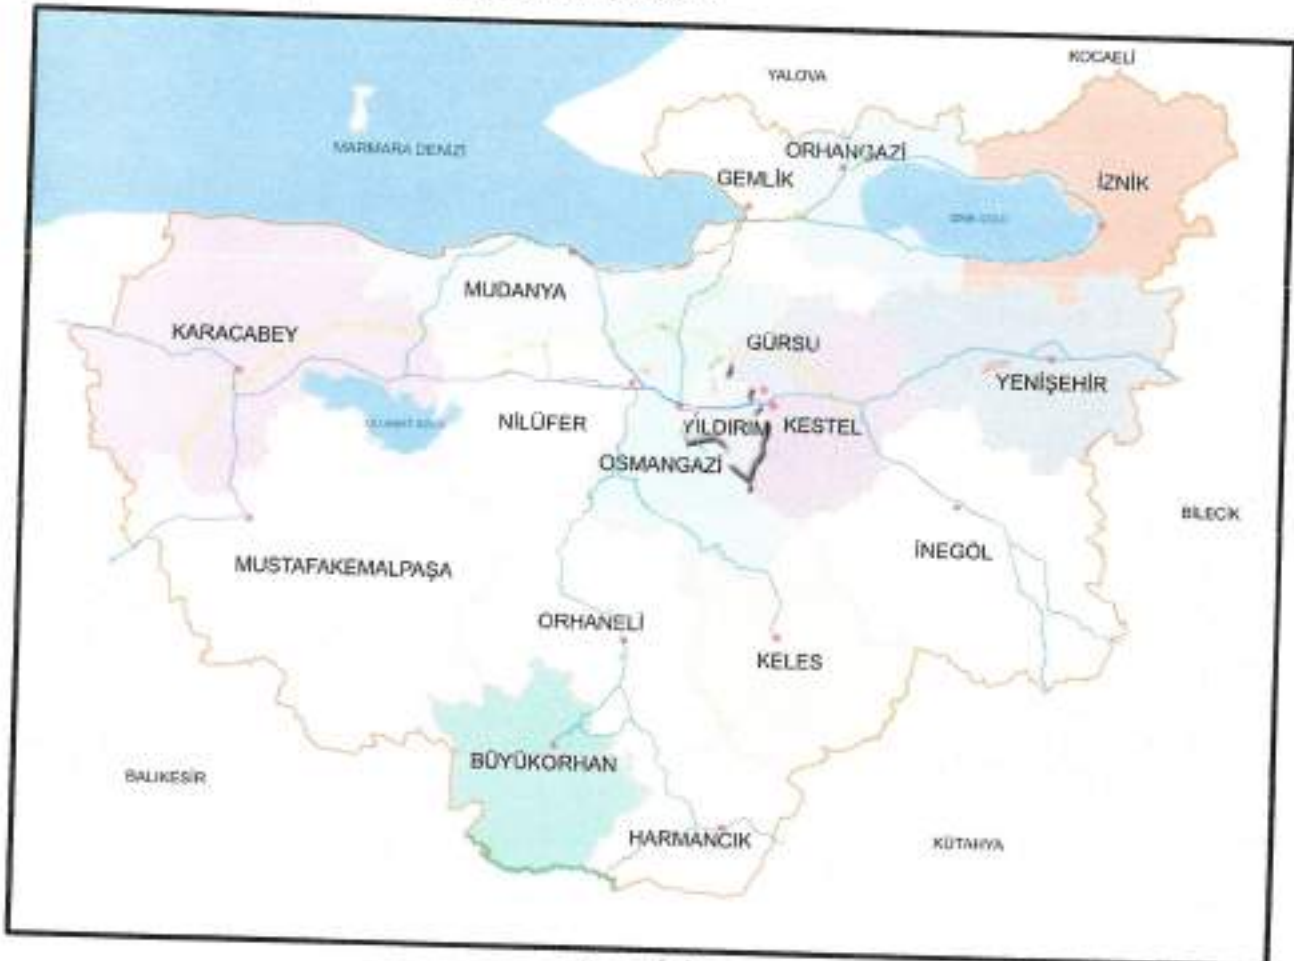 KOCAELİ
YALOVA
MARMARA DENİZİ
ORHANGAZİ
GEMLİK
İZNİK
MUDANYA
KARACABEY
GÜRSU
YENİŞEHİR
NİLÜFER
YILDIRIM
KESTEL
OSMANGAZİ
BİLECİK
İNEGÖL
MUSTAFAKEMALPAŞA
ORHANELİ
KELES
BÜYÜKORHAN
BALIKESİR
HARMANCIK
KÜTAHYA